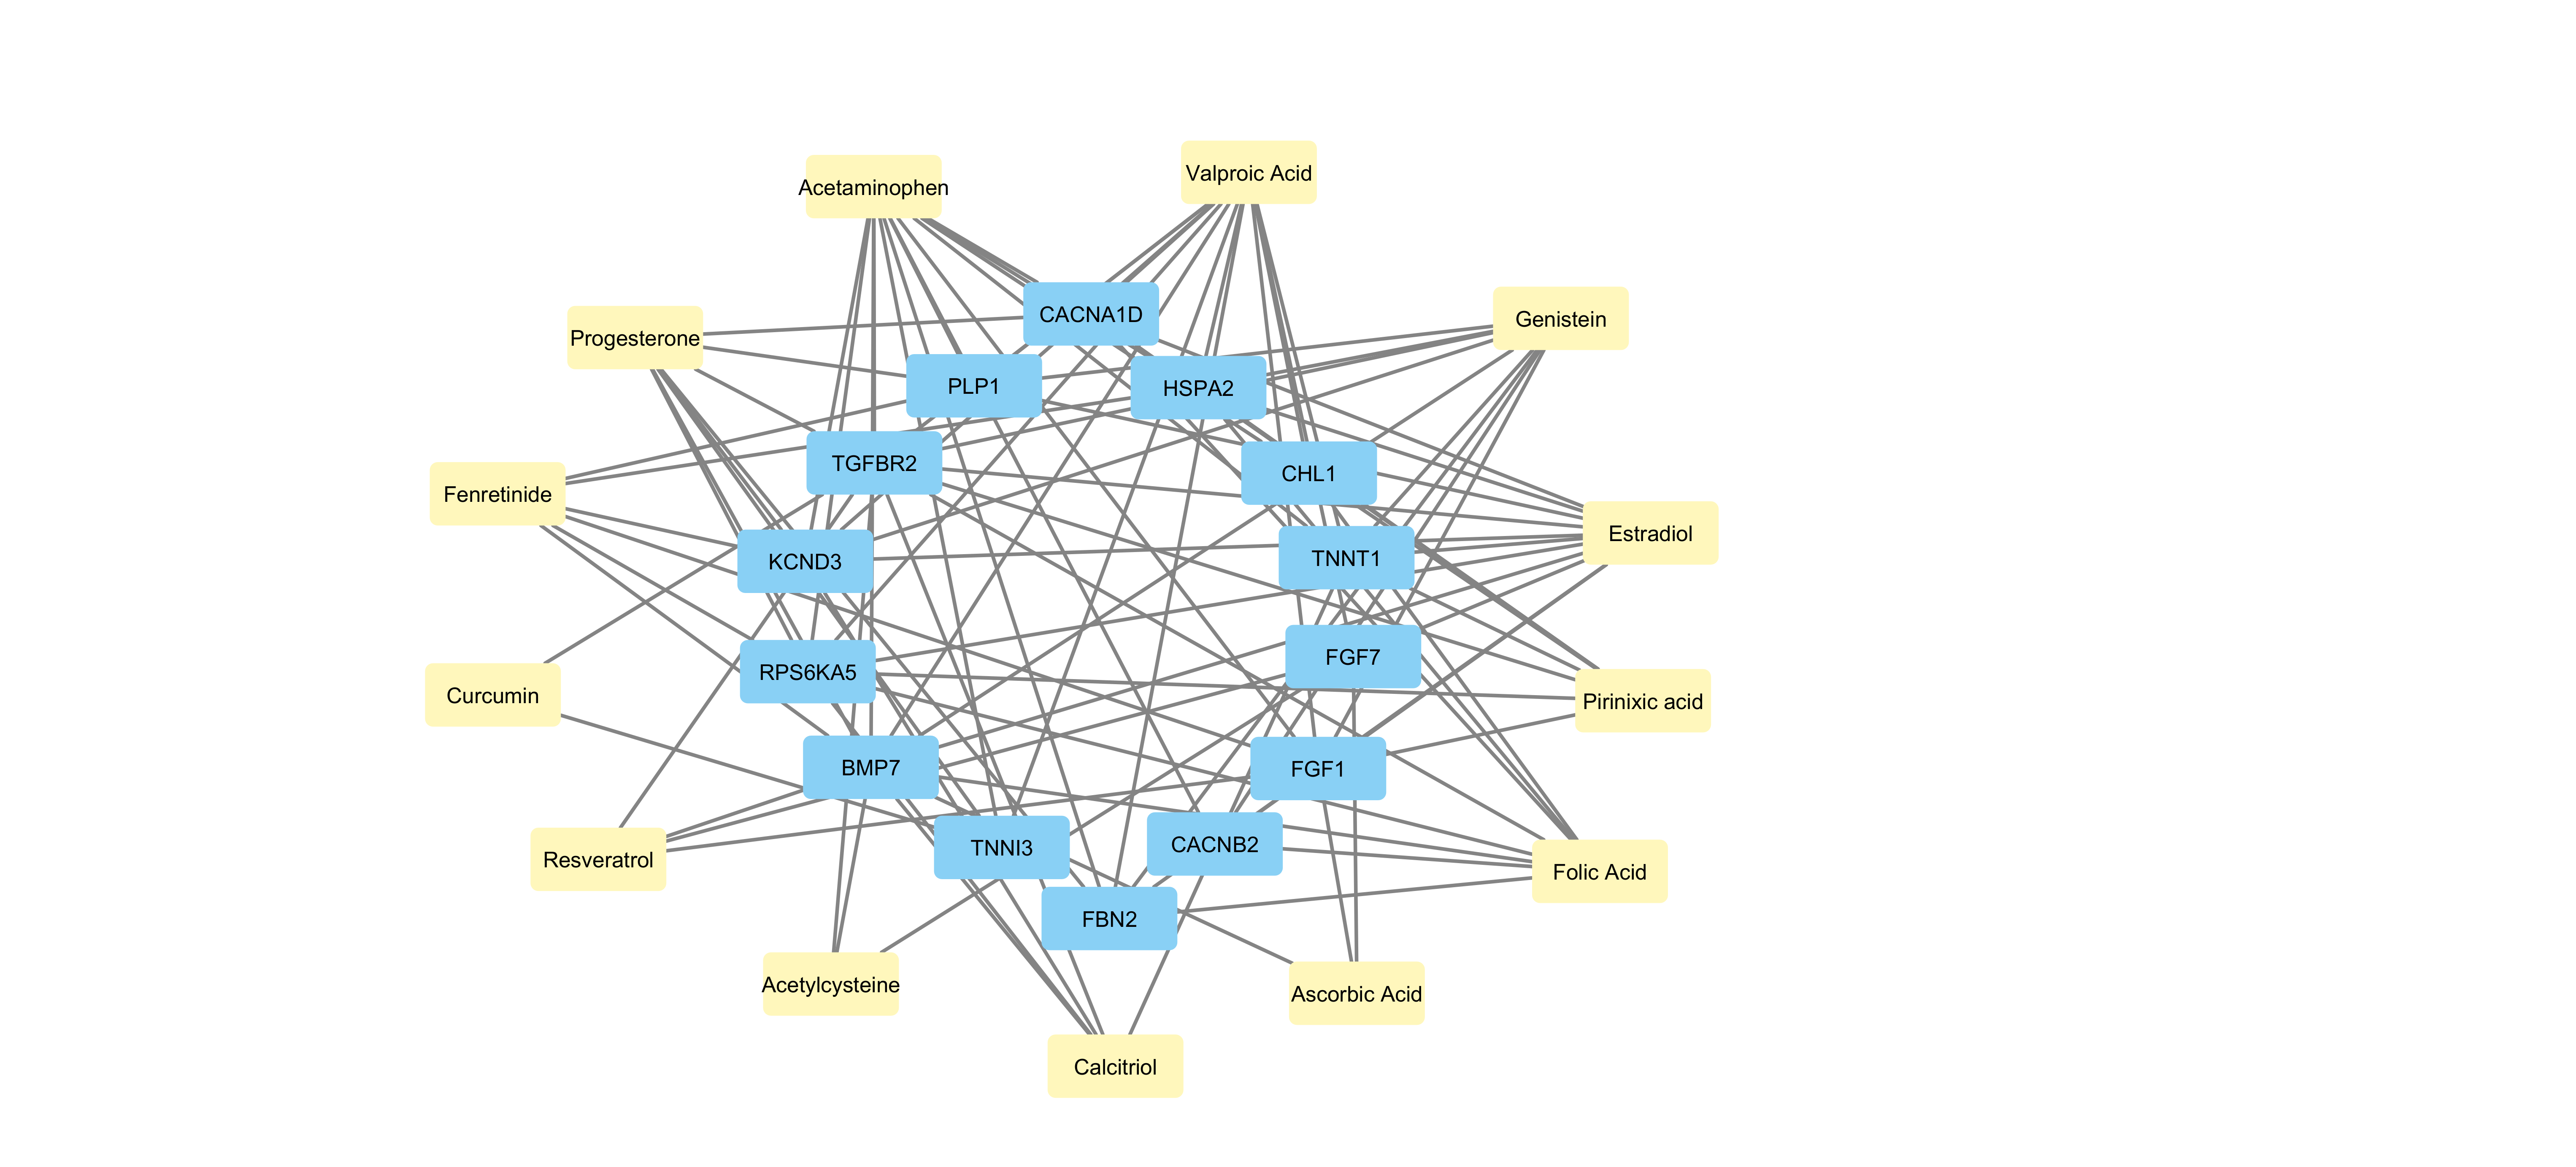 Valproic Acid
Acetaminophen
CACNA1D
Genistein
Progesterone
PLP1
HSPA2
TGFBR2
CHL1
Fenretinide
Estradiol
KCND3
TNNT1
FGF7
RPS6KA5
Curcumin
Pirinixic acid
BMP7
FGF1
TNNI3
CACNB2
Resveratrol
Folic Acid
FBN2
Acetylcysteine
Ascorbic Acid
Calcitriol